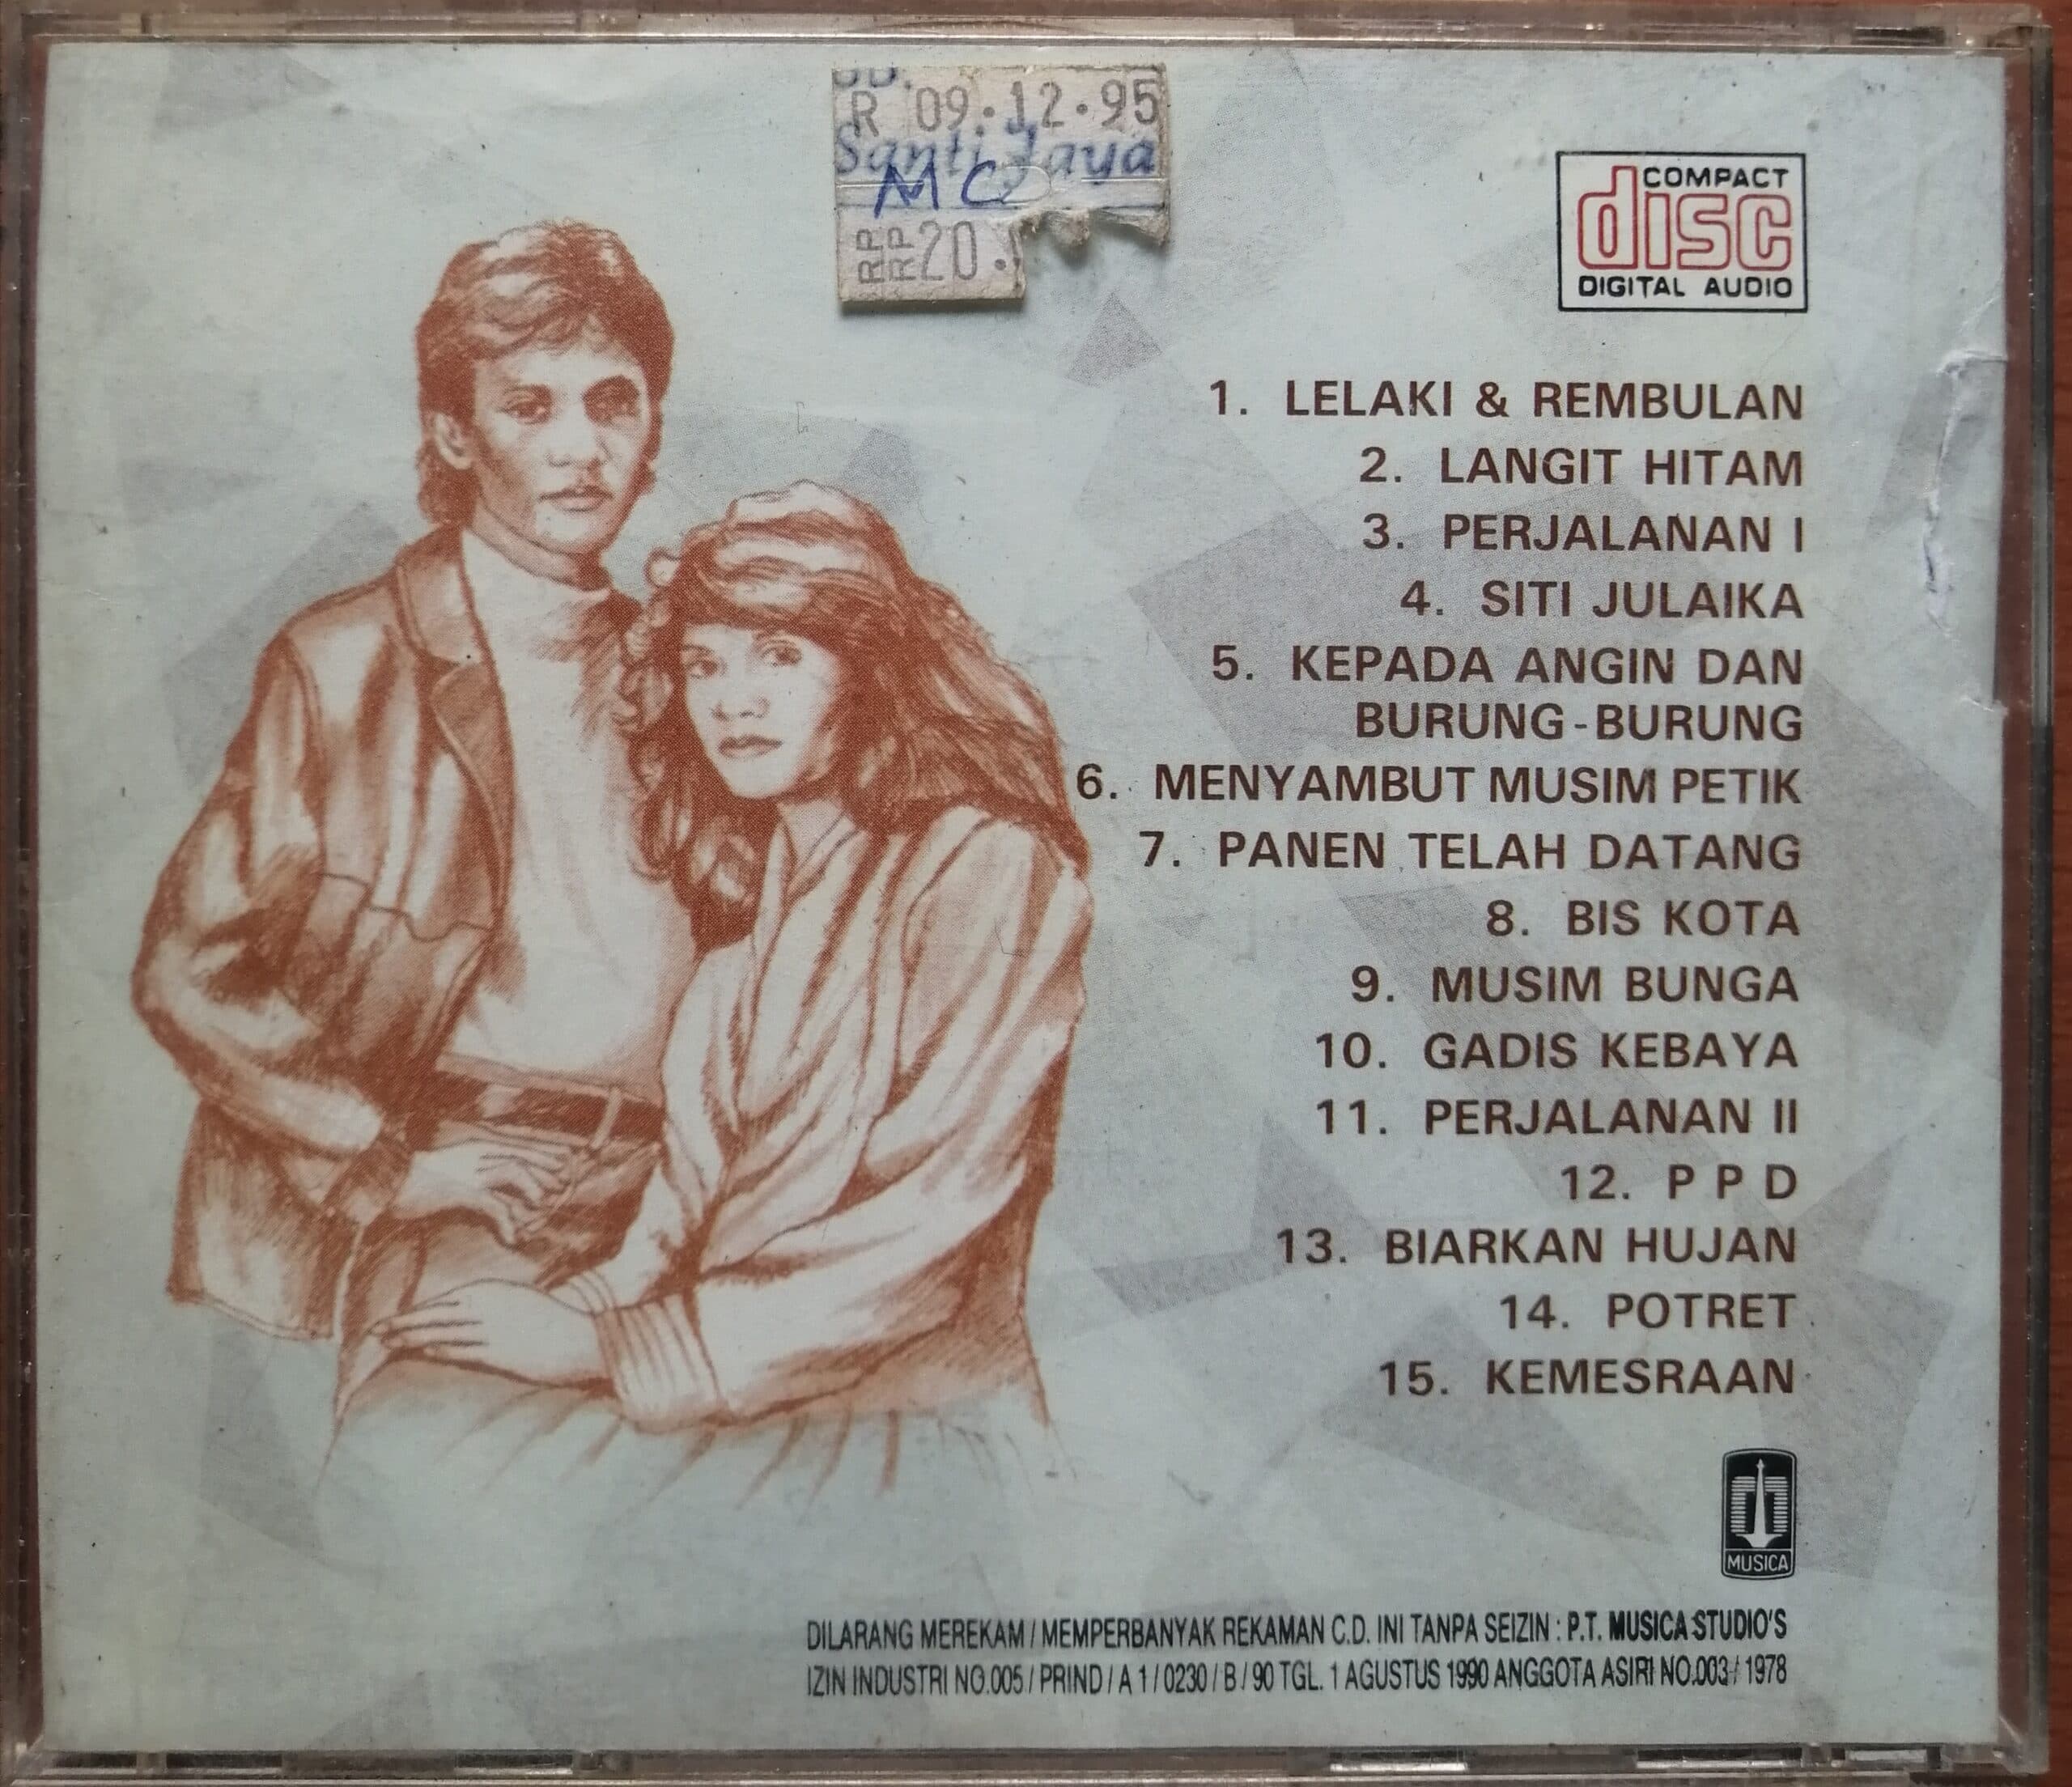 R 09.12.95
Santi Jaya
MC
RP RP 20.
COMPACT
disc
DIGITAL AUDIO
1. LELAKI & REMBULAN
2. LANGIT HITAM
3. PERJALANAN I
4. SITI JULAIKA
5. KEPADA ANGIN DAN
BURUNG-BURUNG
6. MENYAMBUT MUSIM PETIK
7. PANEN TELAH DATANG
8. BIS KOTA
9. MUSIM BUNGA
10. GADIS KEBAYA
11. PERJALANAN II
12. P P D
13. BIARKAN HUJAN
14. POTRET
15. KEMESRAAN
MUSICA
DILARANG MEREKAM / MEMPERBANYAK REKAMAN C.D. INI TANPA SEIZIN : P.T. MUSICA STUDIO'S
IZIN INDUSTRI NO.005 / PRIND / A 1 / 0230 / B / 90 TGL. 1 AGUSTUS 1990 ANGGOTA ASIRI NO.003 / 1978